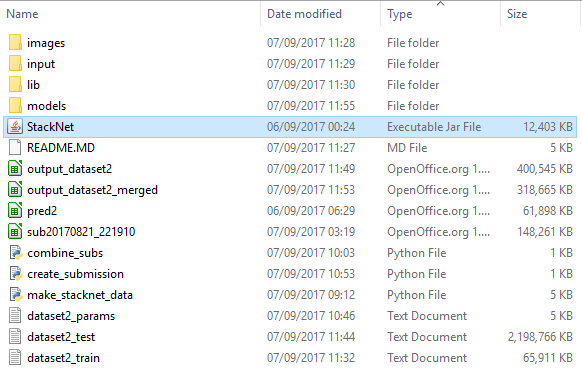 Name Date modified Type Size
images 07/09/2017 11:28 File folder
input 07/09/2017 11:29 File folder
lib 07/09/2017 11:30 File folder
models 07/09/2017 11:55 File folder
StackNet 06/09/2017 00:24 Executable Jar File 12,403 KB
README.MD 07/09/2017 11:27 MD File 5 KB
output_dataset2 07/09/2017 11:49 OpenOffice.org 1.... 400,545 KB
output_dataset2_merged 07/09/2017 11:53 OpenOffice.org 1.... 318,665 KB
pred2 06/09/2017 06:29 OpenOffice.org 1.... 61,898 KB
sub20170821_221910 07/09/2017 03:19 OpenOffice.org 1.... 148,261 KB
combine_subs 07/09/2017 10:03 Python File 1 KB
create_submission 07/09/2017 10:53 Python File 1 KB
make_stacknet_data 07/09/2017 09:12 Python File 5 KB
dataset2_params 07/09/2017 10:46 Text Document 5 KB
dataset2_test 07/09/2017 11:44 Text Document 2,198,766 KB
dataset2_train 07/09/2017 11:32 Text Document 65,911 KB